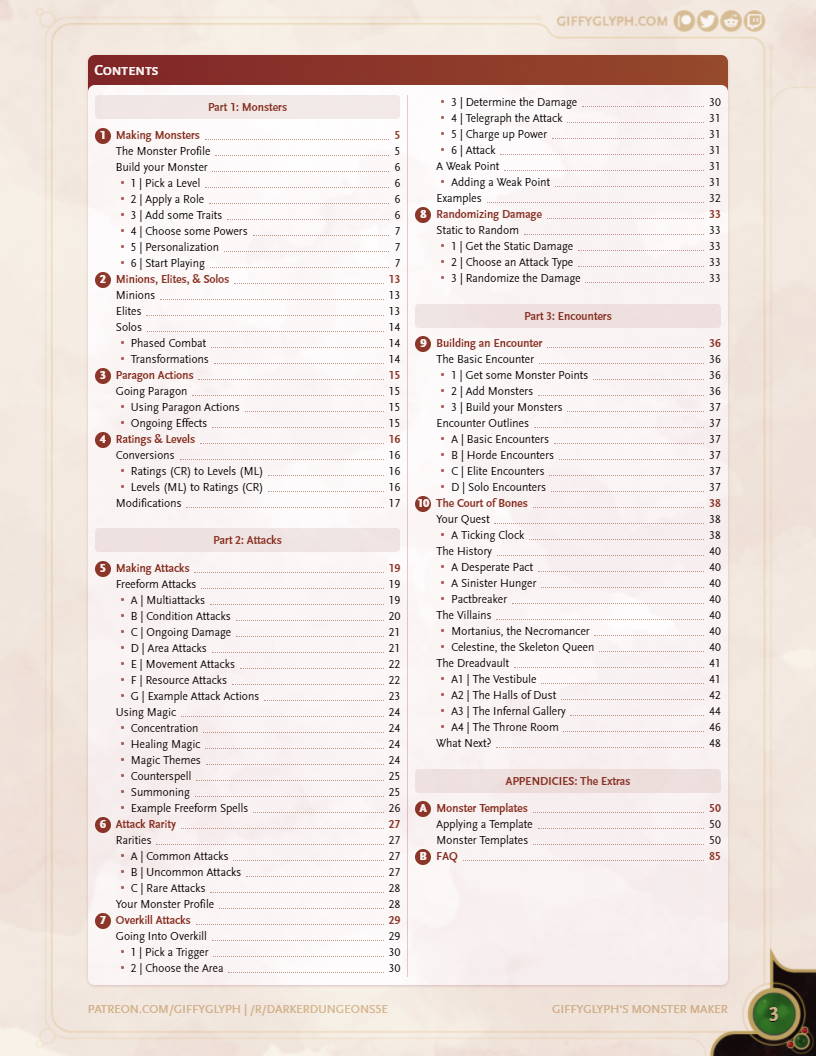 GIFFYGLYPH.COM
CONTENTS
Part 1: Monsters
1 Making Monsters 5
The Monster Profile 5
Build your Monster 6
• 1 | Pick a Level 6
• 2 | Apply a Role 6
• 3 | Add some Traits 6
• 4 | Choose some Powers 7
• 5 | Personalization 7
• 6 | Start Playing 7
2 Minions, Elites, & Solos 13
Minions 13
Elites 13
Solos 14
• Phased Combat 14
• Transformations 14
3 Paragon Actions 15
Going Paragon 15
• Using Paragon Actions 15
• Ongoing Effects 15
4 Ratings & Levels 16
Conversions 16
• Ratings (CR) to Levels (ML) 16
• Levels (ML) to Ratings (CR) 16
Modifications 17
Part 2: Attacks
5 Making Attacks 19
Freeform Attacks 19
• A | Multiattacks 19
• B | Condition Attacks 20
• C | Ongoing Damage 21
• D | Area Attacks 21
• E | Movement Attacks 22
• F | Resource Attacks 22
• G | Example Attack Actions 23
Using Magic 24
• Concentration 24
• Healing Magic 24
• Magic Themes 24
• Counterspell 25
• Summoning 25
• Example Freeform Spells 26
6 Attack Rarity 27
Rarities 27
• A | Common Attacks 27
• B | Uncommon Attacks 27
• C | Rare Attacks 28
Your Monster Profile 28
7 Overkill Attacks 29
Going Into Overkill 29
• 1 | Pick a Trigger 30
• 2 | Choose the Area 30
• 3 | Determine the Damage 30
• 4 | Telegraph the Attack 31
• 5 | Charge up Power 31
• 6 | Attack 31
A Weak Point 31
• Adding a Weak Point 31
Examples 32
8 Randomizing Damage 33
Static to Random 33
• 1 | Get the Static Damage 33
• 2 | Choose an Attack Type 33
• 3 | Randomize the Damage 33
Part 3: Encounters
9 Building an Encounter 36
The Basic Encounter 36
• 1 | Get some Monster Points 36
• 2 | Add Monsters 36
• 3 | Build your Monsters 37
Encounter Outlines 37
• A | Basic Encounters 37
• B | Horde Encounters 37
• C | Elite Encounters 37
• D | Solo Encounters 37
10 The Court of Bones 38
Your Quest 38
• A Ticking Clock 38
The History 40
• A Desperate Pact 40
• A Sinister Hunger 40
• Pactbreaker 40
The Villains 40
• Mortanius, the Necromancer 40
• Celestine, the Skeleton Queen 40
The Dreadvault 41
• A1 | The Vestibule 41
• A2 | The Halls of Dust 42
• A3 | The Infernal Gallery 44
• A4 | The Throne Room 46
What Next? 48
APPENDICIES: The Extras
A Monster Templates 50
Applying a Template 50
Monster Templates 50
B FAQ 85
PATREON.COM/GIFFYGLYPH | /R/DARKERDUNGEONSSE
GIFFYGLYPH'S MONSTER MAKER
3